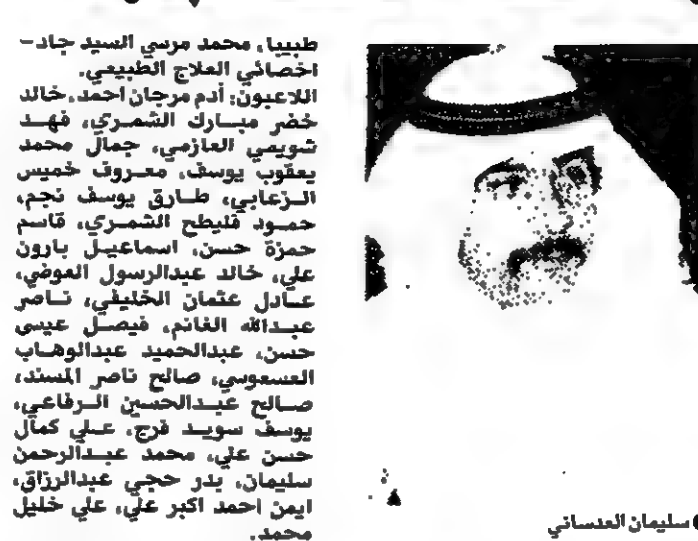 طبيبا، محمد مرسي السيد جاد -
اخصائي العلاج الطبيعي.
اللاعبون: أدم مرجان احمد، خالد
خضر مبارك الشمري، فهد
شويمي العازمي، جمال محمد
يعقوب يوسف، معروف خميس
الزعابي، طارق يوسف نجم،
حمود فليطح الشمري، قاسم
حمزة حسن، اسماعيل بارون
علي، خالد عبدالرسول العوضي،
عادل عثمان الخليفي، ناصر
عبدالله الغانم، فيصل عيسى
حسن، عبدالحميد عبدالوهاب
العسعوسي، صالح ناصر المسند،
صالح عبدالحسين الرفاعي،
يوسف سويد فرج، علي كمال
حسن علي، محمد عبدالرحمن
سليمان، بدر حجي عبدالرزاق،
ايمن احمد اكبر علي، علي خليل
محمد.
سليمان العدساني